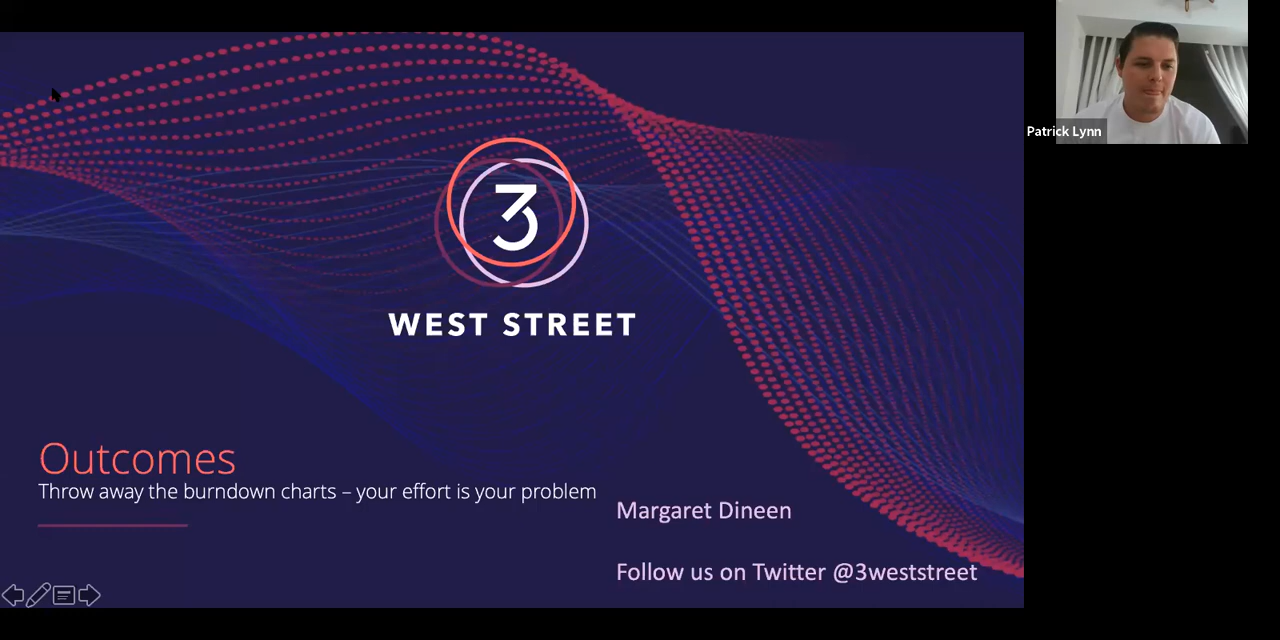 3
WEST STREET
Outcomes
Throw away the burndown charts – your effort is your problem
Margaret Dineen
Follow us on Twitter @3weststreet
Patrick Lynn